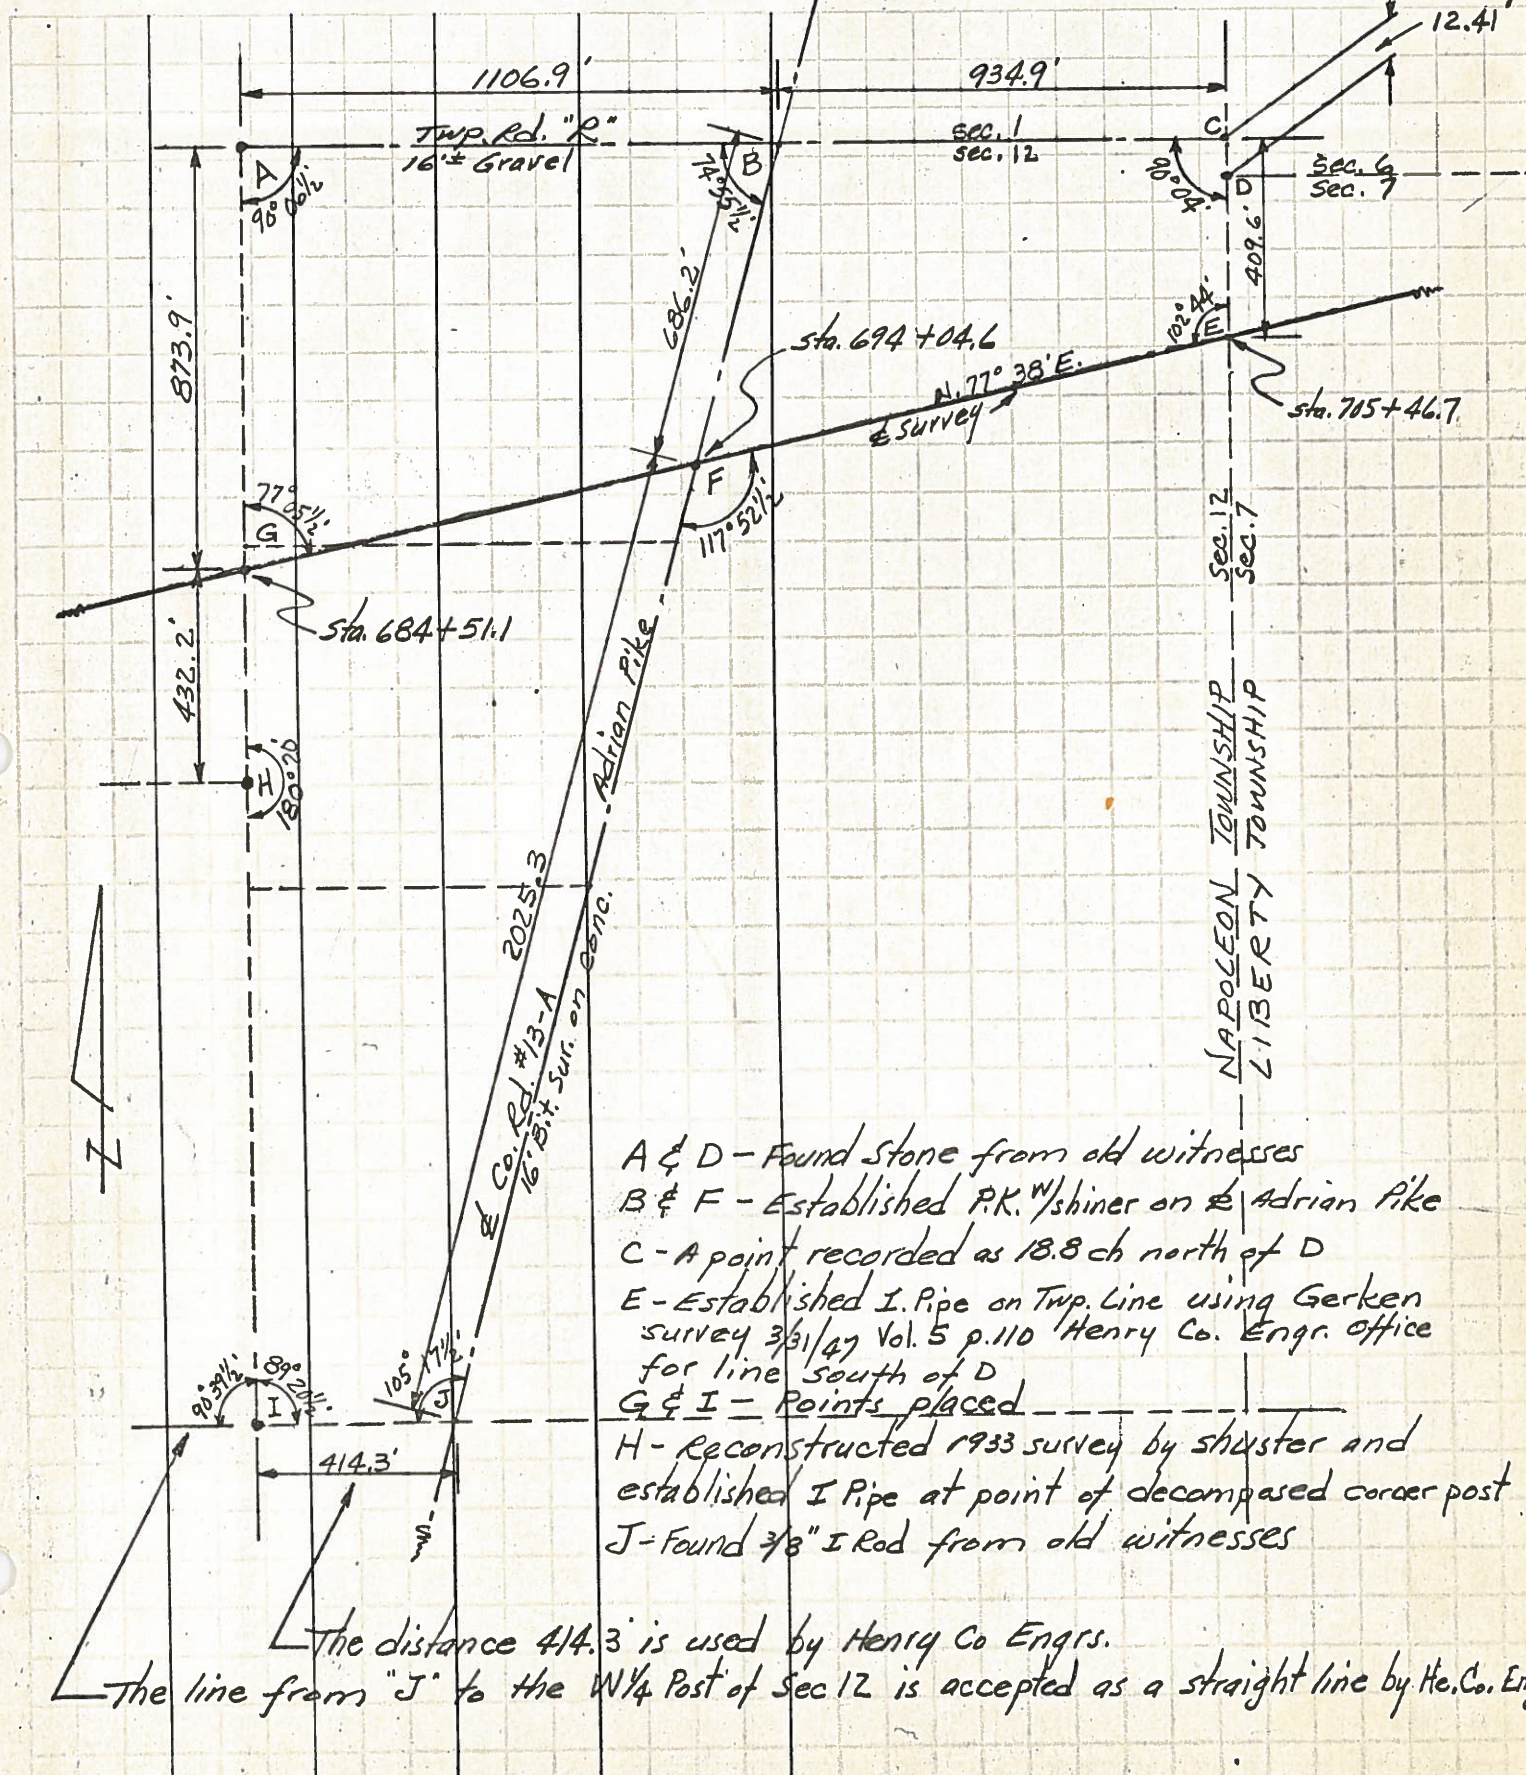 12.41'
1106.9'
934.9'
Twp. Rd. "R"
16'± Gravel
sec. 1
sec. 12
C
A
B
D
sec. 6
sec. 7
90° 06½'
74° 55½'
90° 04'
409.6'
873.9'
686.2'
sta. 694 + 04.6
102° 44'
E
N. 77° 38' E.
℄ survey
sta. 705 + 46.7
77° 05½'
G
F
117° 52½'
sec. 12
sec. 7
sta. 684 + 51.1
432.2'
Adrian Pike
H
180° 20'
NAPOLEON TOWNSHIP
LIBERTY TOWNSHIP
2025.3
℄ Co. Rd. #13-A
16' Bit. Sur. on conc.
N
A & D - Found Stone from old witnesses
B & F - Established P.K. w/shiner on ℄ Adrian Pike
C - A point recorded as 18.8 ch north of D
E - Established I. Pipe on Twp. Line using Gerken
survey 3/31/47 Vol. 5 p. 110 Henry Co. Engr. Office
for line south of D
G & I - Points placed
H - Reconstructed 1933 survey by Shuster and
established I Pipe at point of decomposed corner post
J - Found 3/8" I Rod from old witnesses
90° 39½'
89° 20½'
I
105° 17½'
J
414.3'
The distance 414.3' is used by Henry Co Engrs.
The line from "J" to the W¼ Post of Sec 12 is accepted as a straight line by He. Co. En